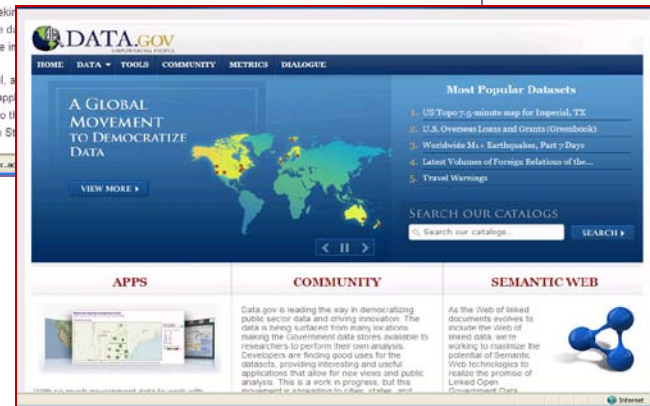 DATA.GOV
EMPOWERING PEOPLE
HOME DATA TOOLS COMMUNITY METRICS DIALOGUE
A GLOBAL
MOVEMENT
TO DEMOCRATIZE
DATA
VIEW MORE
Most Popular Datasets
1. US Topo 7.5-minute map for Imperial, TX
2. U.S. Overseas Loans and Grants (Greenbook)
3. Worldwide M1+ Earthquakes, Past 7 Days
4. Latest Volumes of Foreign Relations of the...
5. Travel Warnings
SEARCH OUR CATALOGS
Search our catalogs..
SEARCH
APPS
COMMUNITY
Data.gov is leading the way in democratizing
public sector data and driving innovation. The
data is being surfaced from many locations
making the Government data stores available to
researchers to perform their own analysis.
Developers are finding good uses for the
datasets, providing interesting and useful
applications that allow for new views and public
analysis. This is a work in progress, but this
movement is spreading to cities, states, and
SEMANTIC WEB
As the Web of linked
documents evolves to
include the Web of
linked data, we're
working to maximize the
potential of Semantic
Web technologies to
realize the promise of
Linked Open
Government Data
Internet